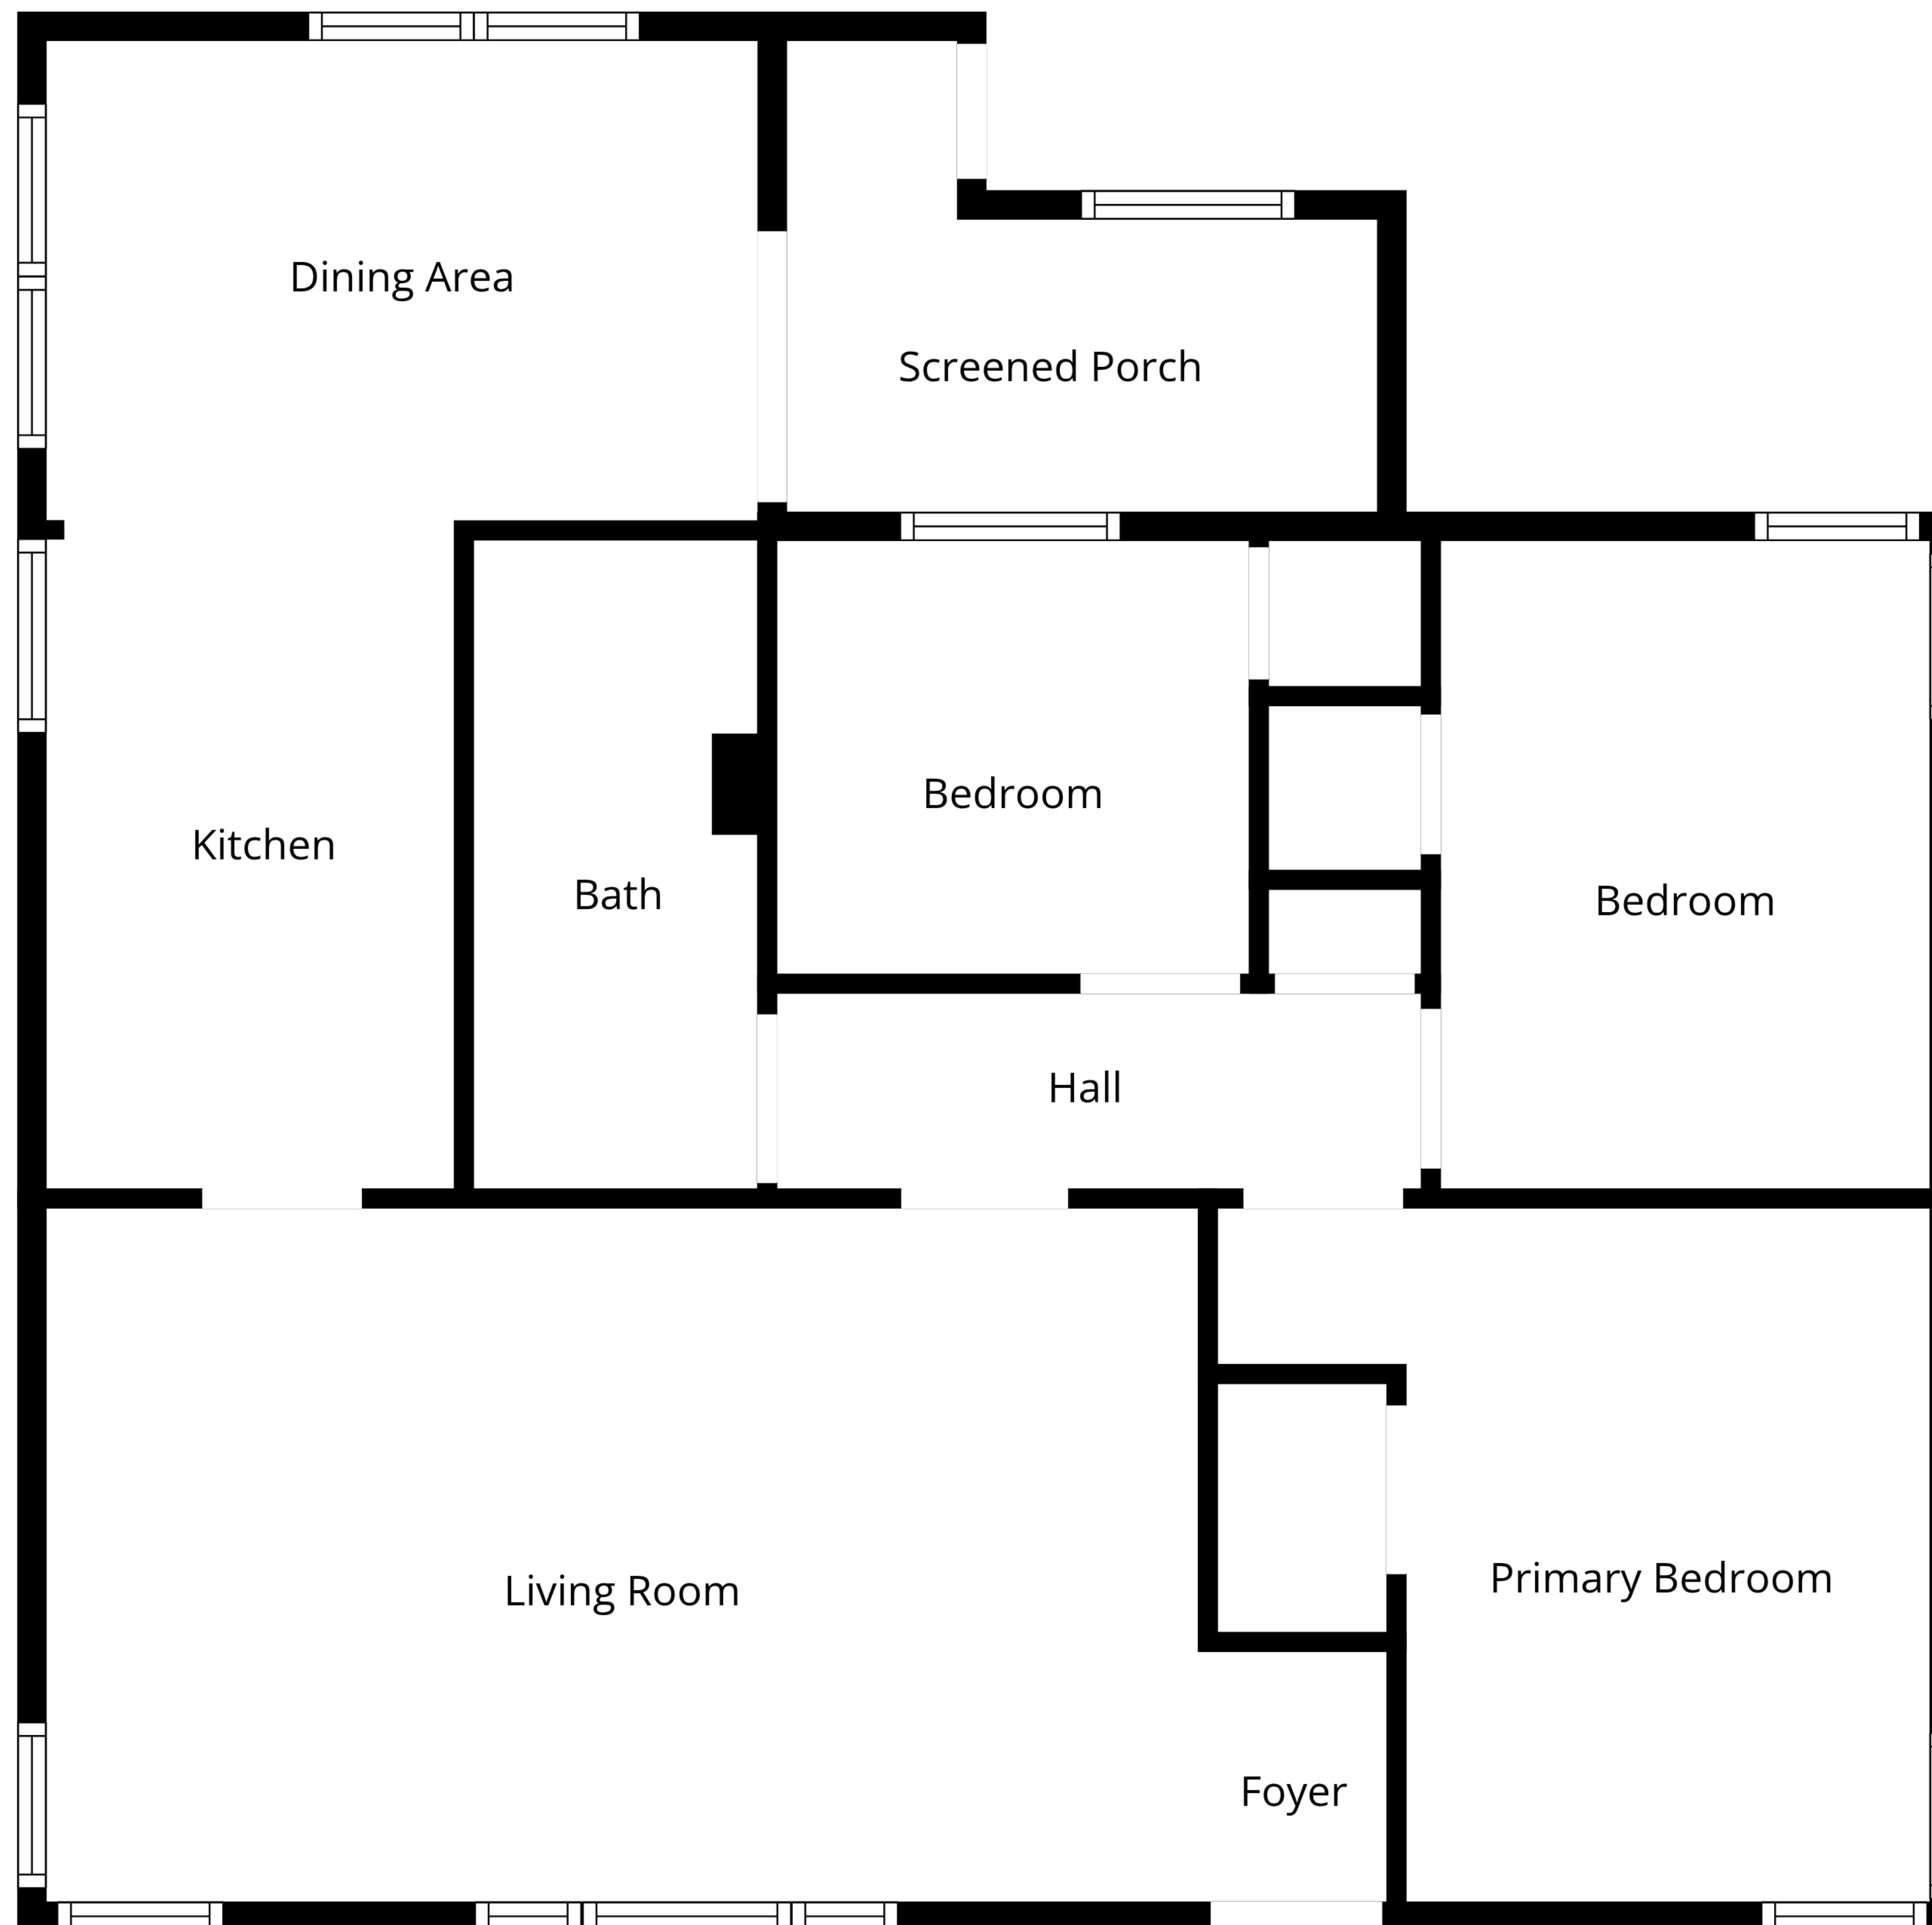 Dining Area
Screened Porch
Bedroom
Kitchen
Bath
Bedroom
Hall
Primary Bedroom
Living Room
Foyer